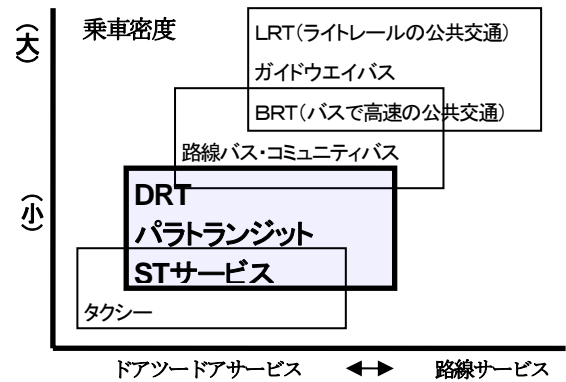 (大)
乗車密度
LRT(ライトレールの公共交通)
ガイドウエイバス
BRT(バスで高速の公共交通)
路線バス・コミュニティバス
(小)
DRT
パラトランジット
STサービス
タクシー
ドアツードアサービス ↔ 路線サービス